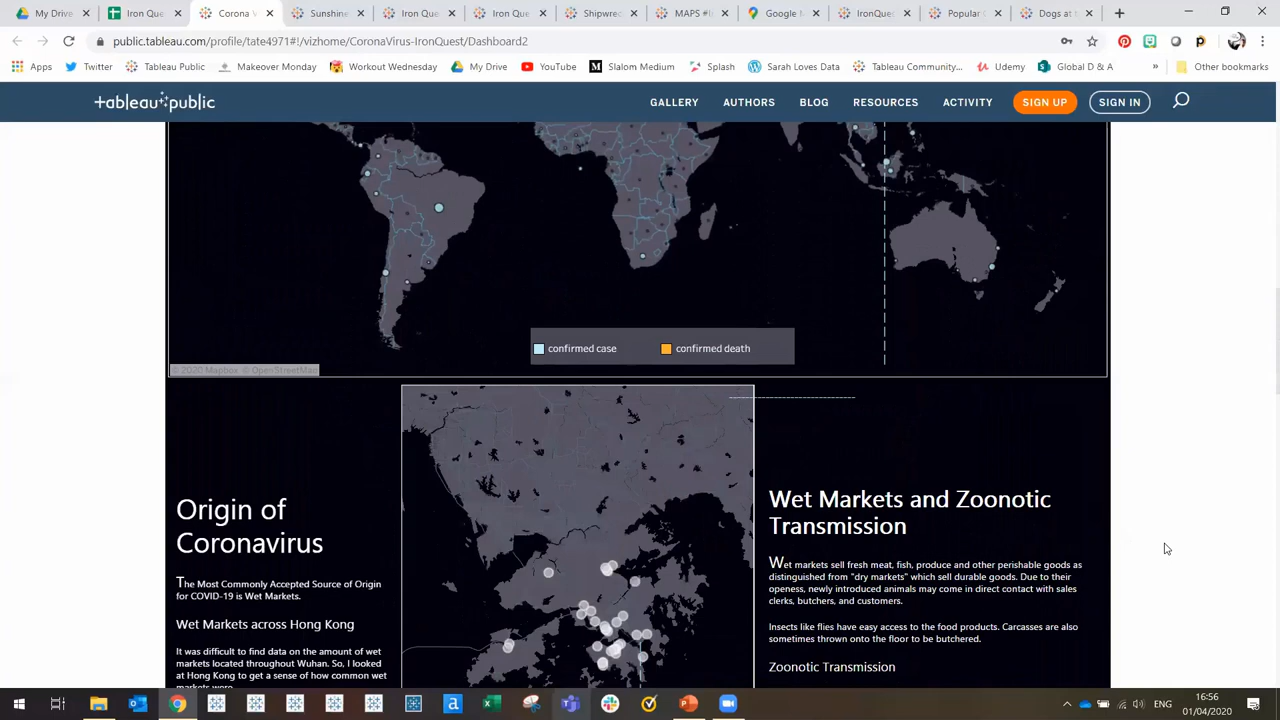 My Drive
Iron Que
Corona V
Sunshine
Iron Que
Iron Que
Shipwrec
MAPS #I
Google
IronQues
Popular
Dogs at
public.tableau.com/profile/tate4971#!/vizhome/CoronaVirus-IronQuest/Dashboard2
Apps
Twitter
Tableau Public
Makeover Monday
Workout Wednesday
My Drive
YouTube
Slalom Medium
Splash
Sarah Loves Data
Tableau Community...
Udemy
Global D & A
»
Other bookmarks
+ableau+public
GALLERY
AUTHORS
BLOG
RESOURCES
ACTIVITY
SIGN UP
SIGN IN
confirmed case
confirmed death
© 2020 Mapbox © OpenStreetMap
Origin of
Coronavirus
The Most Commonly Accepted Source of Origin
for COVID-19 is Wet Markets.
Wet Markets across Hong Kong
It was difficult to find data on the amount of wet
markets located throughout Wuhan. So, I looked
at Hong Kong to get a sense of how common wet
markets were.
Wet Markets and Zoonotic
Transmission
Wet markets sell fresh meat, fish, produce and other perishable goods as
distinguished from "dry markets" which sell durable goods. Due to their
openess, newly introduced animals may come in direct contact with sales
clerks, butchers, and customers.
Insects like flies have easy access to the food products. Carcasses are also
sometimes thrown onto the floor to be butchered.
Zoonotic Transmission
ENG
16:56
01/04/2020